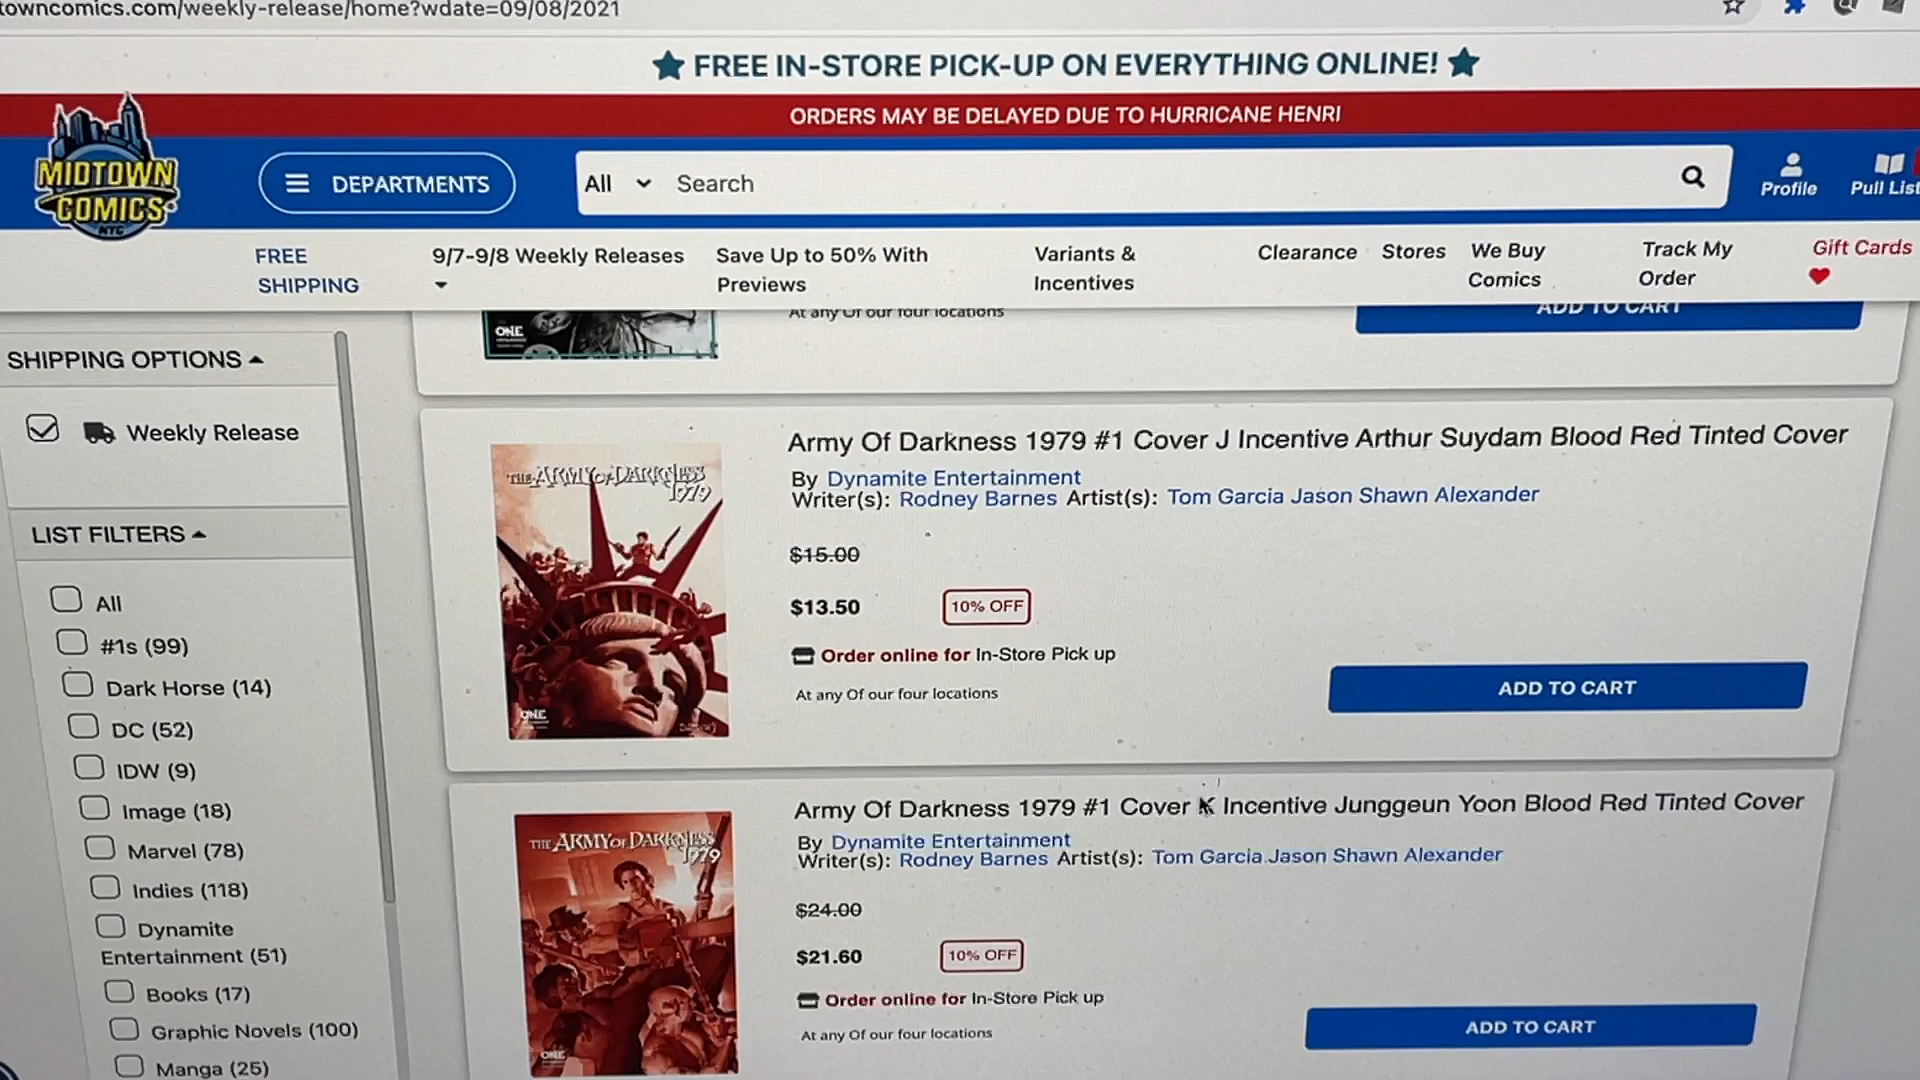 towncomics.com/weekly-release/home?wdate=09/08/2021
FREE IN-STORE PICK-UP ON EVERYTHING ONLINE!
ORDERS MAY BE DELAYED DUE TO HURRICANE HENRI
MIDTOWN COMICS NYC
DEPARTMENTS
All
Search
Profile
Pull List
FREE SHIPPING
9/7-9/8 Weekly Releases
Save Up to 50% With Previews
Variants & Incentives
Clearance
Stores
We Buy Comics
Track My Order
Gift Cards
ONE
At any Of our four locations
ADD TO CART
SHIPPING OPTIONS
Weekly Release
LIST FILTERS
All
#1s (99)
Dark Horse (14)
DC (52)
IDW (9)
Image (18)
Marvel (78)
Indies (118)
Dynamite
Entertainment (51)
Books (17)
Graphic Novels (100)
Manga (25)
THE ARMY OF DARKNESS
1979
ONE
Army Of Darkness 1979 #1 Cover J Incentive Arthur Suydam Blood Red Tinted Cover
By Dynamite Entertainment
Writer(s): Rodney Barnes Artist(s): Tom Garcia Jason Shawn Alexander
$15.00
$13.50
10% OFF
Order online for In-Store Pick up
At any Of our four locations
ADD TO CART
THE ARMY OF DARKNESS
1979
ONE
Army Of Darkness 1979 #1 Cover K Incentive Junggeun Yoon Blood Red Tinted Cover
By Dynamite Entertainment
Writer(s): Rodney Barnes Artist(s): Tom Garcia Jason Shawn Alexander
$24.00
$21.60
10% OFF
Order online for In-Store Pick up
At any Of our four locations
ADD TO CART